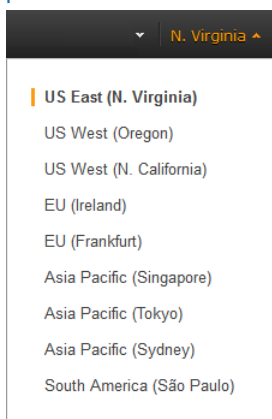 N. Virginia
US East (N. Virginia)
US West (Oregon)
US West (N. California)
EU (Ireland)
EU (Frankfurt)
Asia Pacific (Singapore)
Asia Pacific (Tokyo)
Asia Pacific (Sydney)
South America (São Paulo)